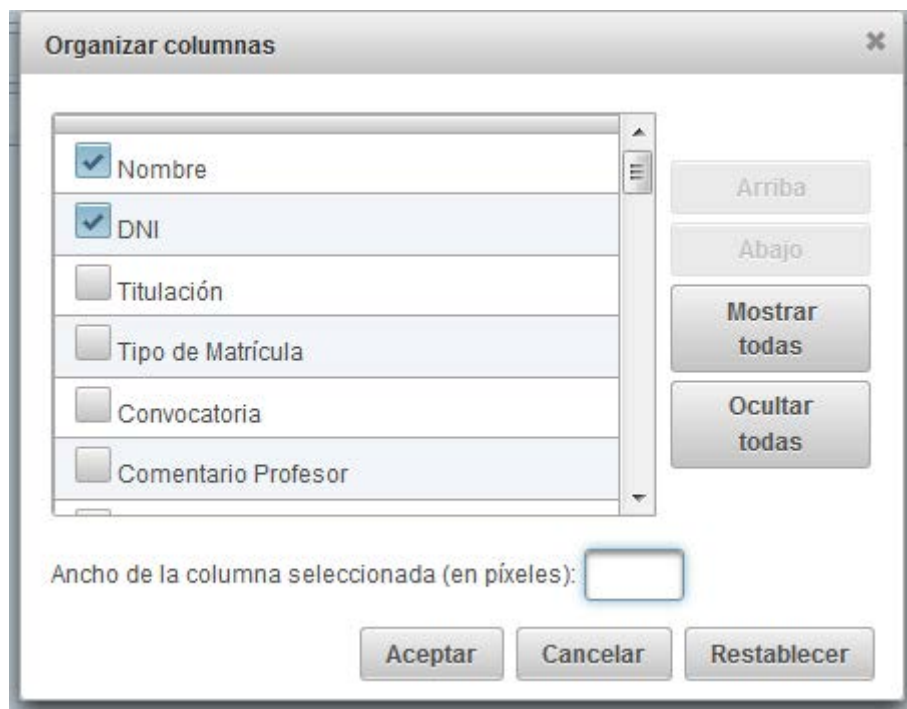 Organizar columnas
Nombre
DNI
Titulación
Tipo de Matrícula
Convocatoria
Comentario Profesor
Arriba
Abajo
Mostrar
todas
Ocultar
todas
Ancho de la columna seleccionada (en píxeles):
Aceptar Cancelar Restablecer